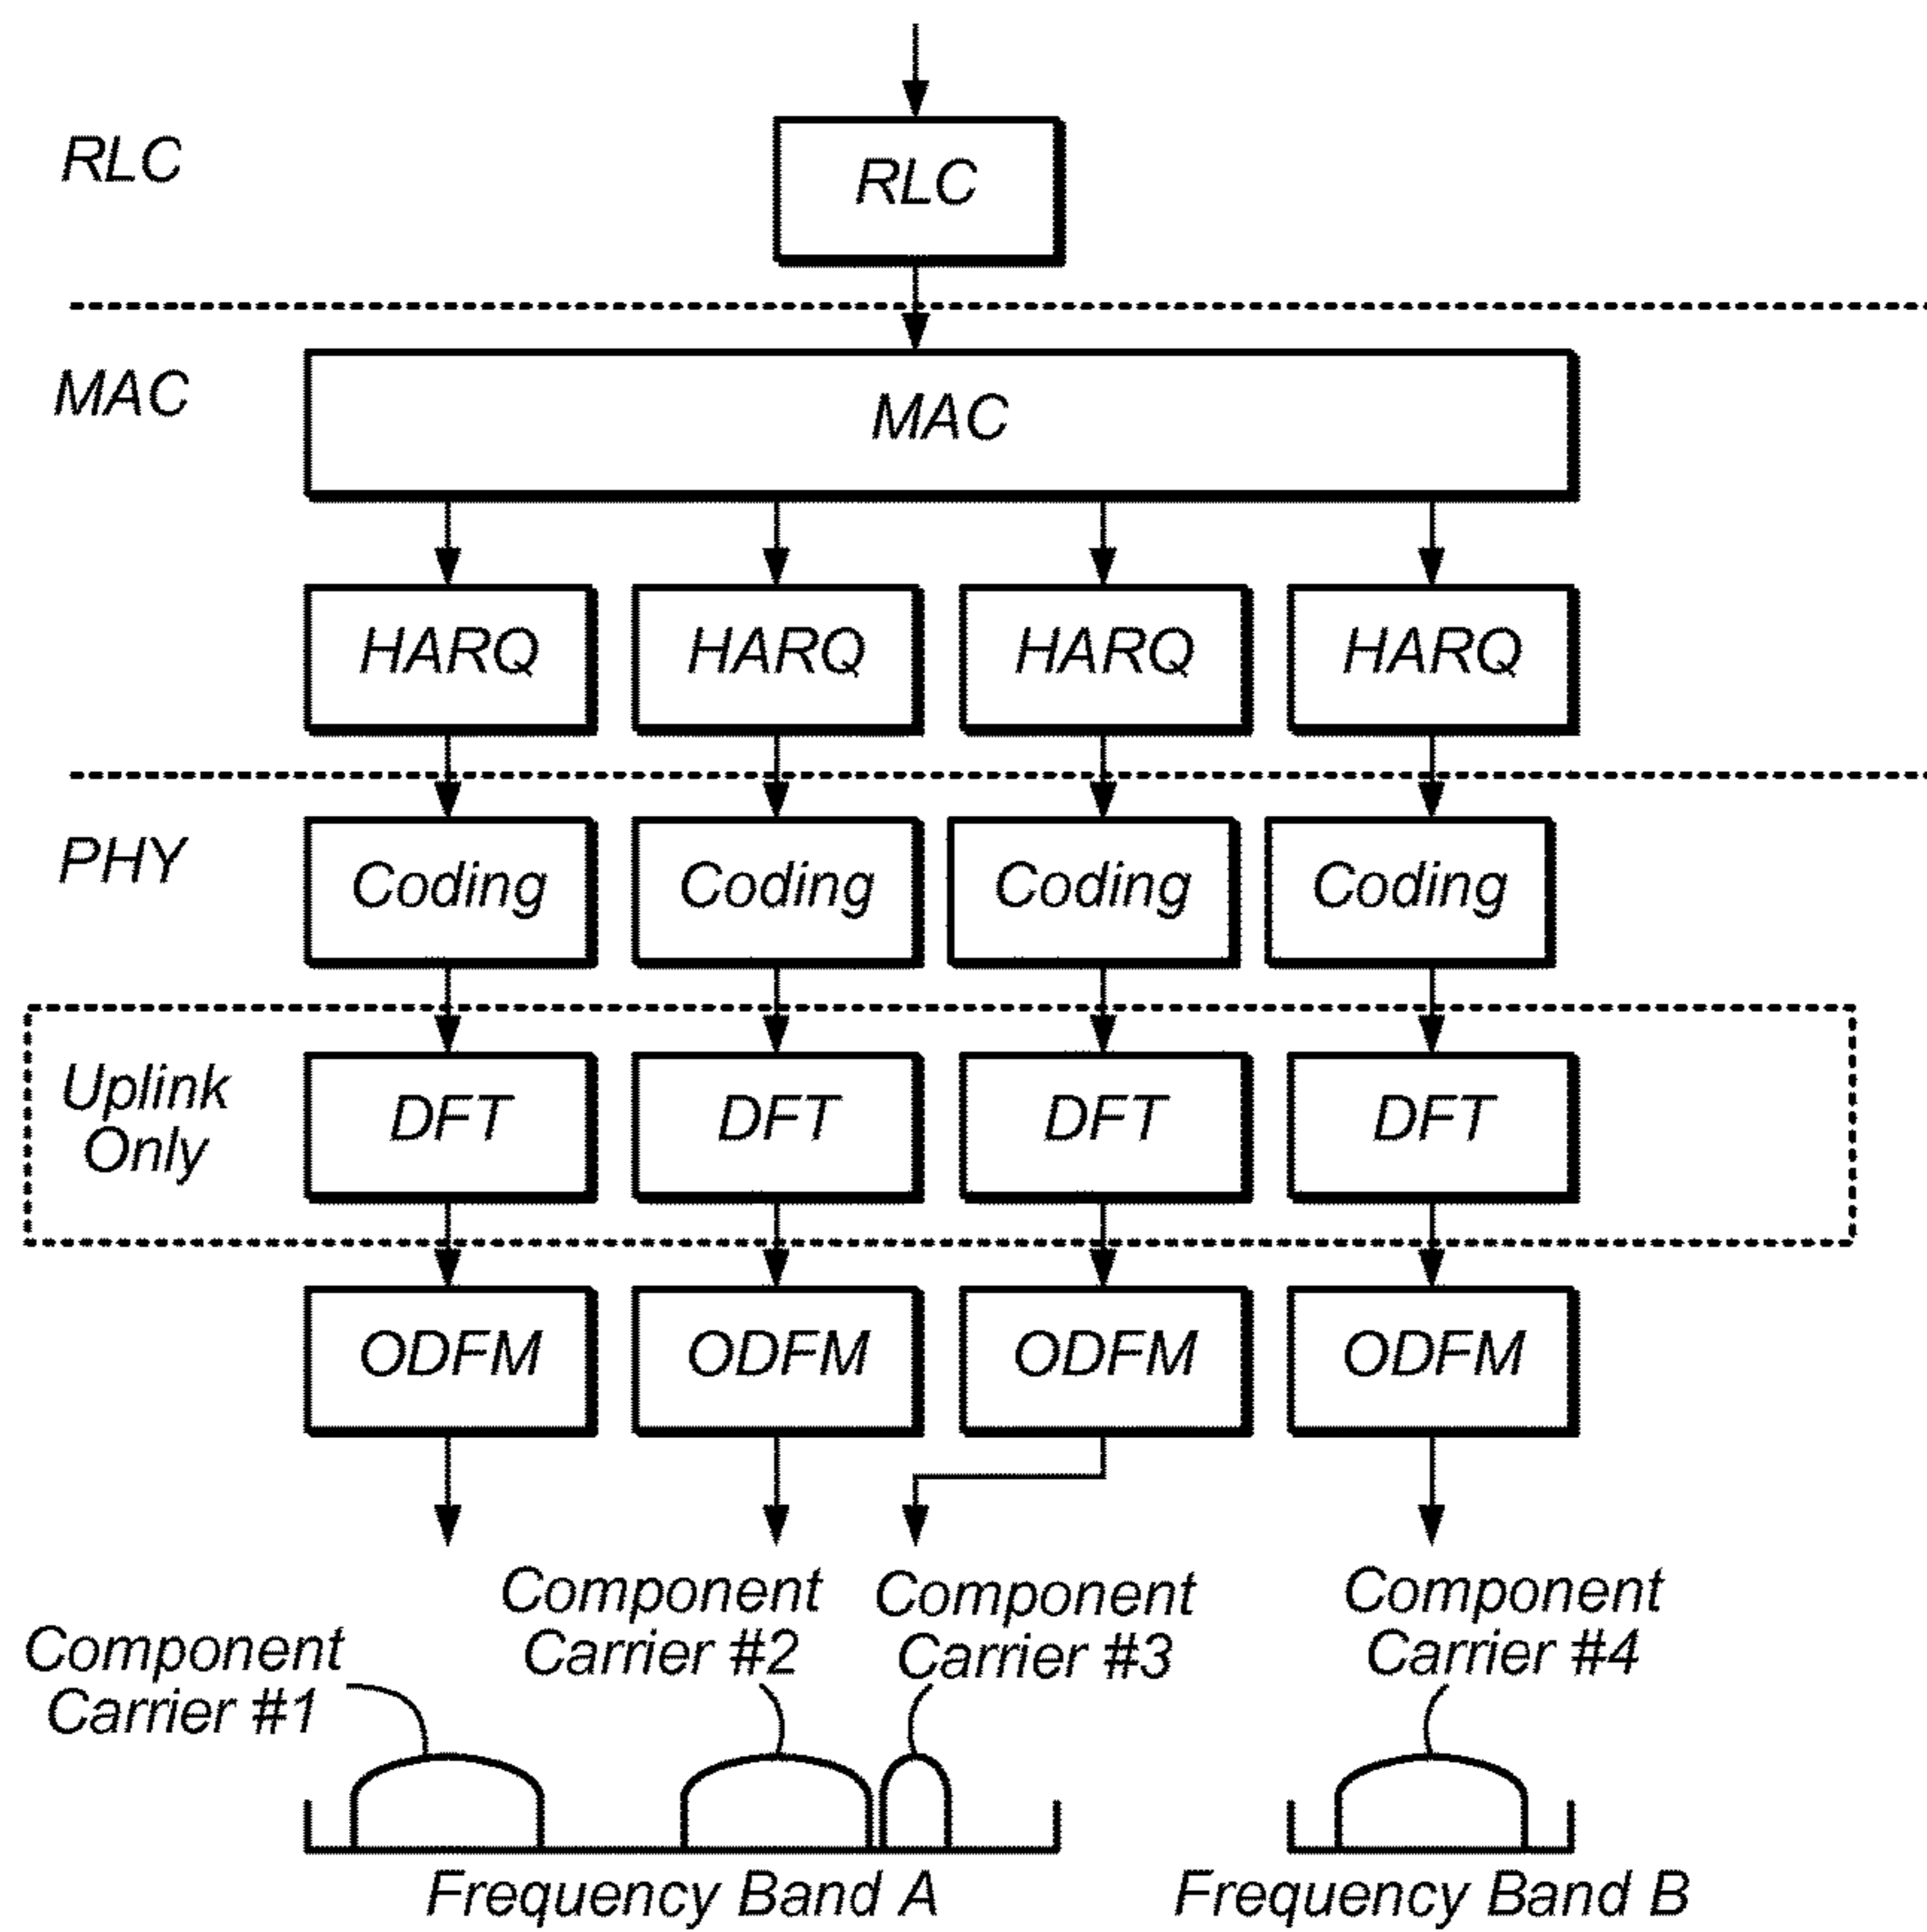 RLC
RLC
MAC
MAC
HARQ HARQ HARQ HARQ
PHY
Coding Coding Coding Coding
Uplink
Only
DFT DFT DFT DFT
ODFM ODFM ODFM ODFM
Component
Carrier #1
Component
Carrier #2
Component
Carrier #3
Component
Carrier #4
Frequency Band A
Frequency Band B